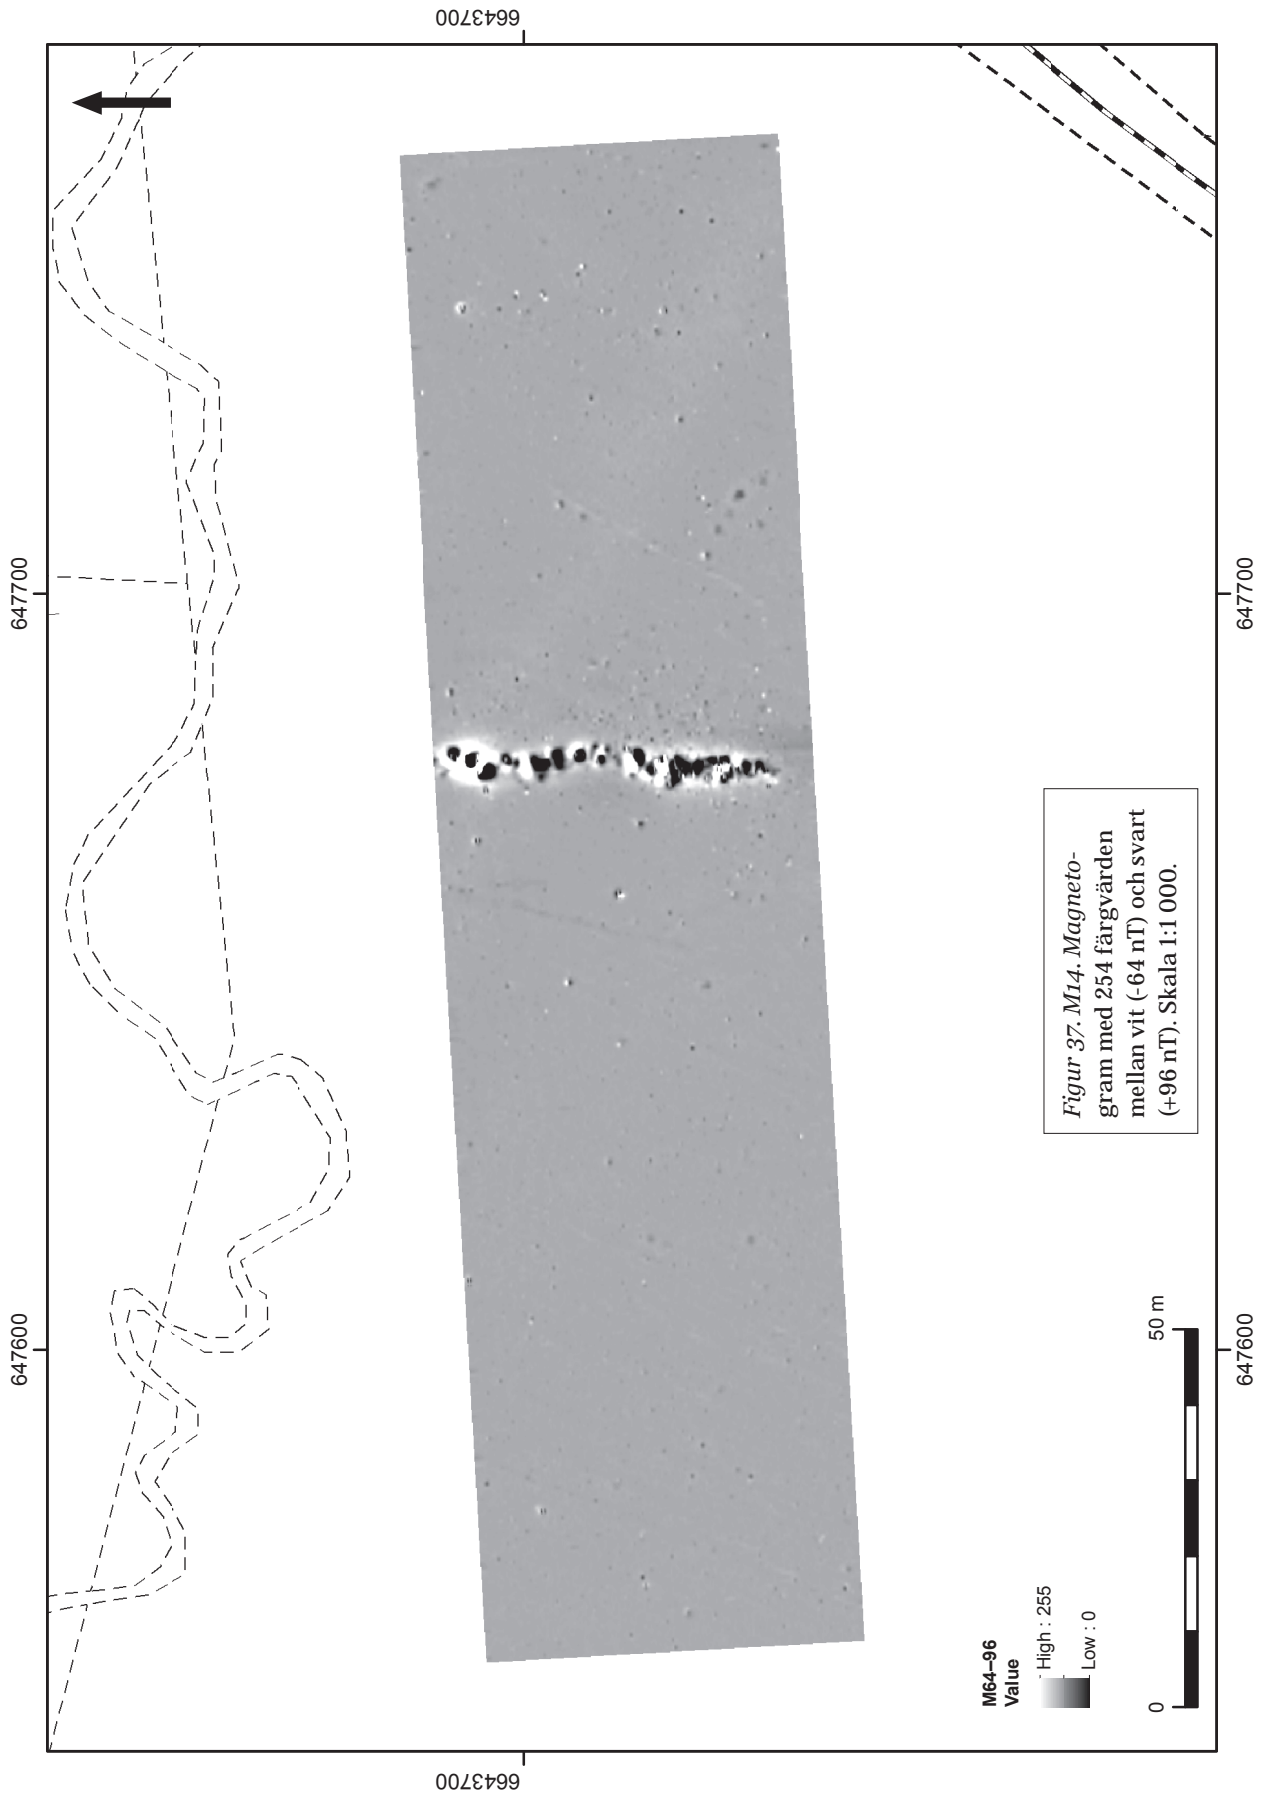 6643700
647700
647700
647600
647600
6643700
Figur 37. M14. Magneto-
gram med 254 färgvärden
mellan vit (-64 nT) och svart
(+96 nT). Skala 1:1 000.
M64–96
Value
High : 255
Low : 0
0
50 m